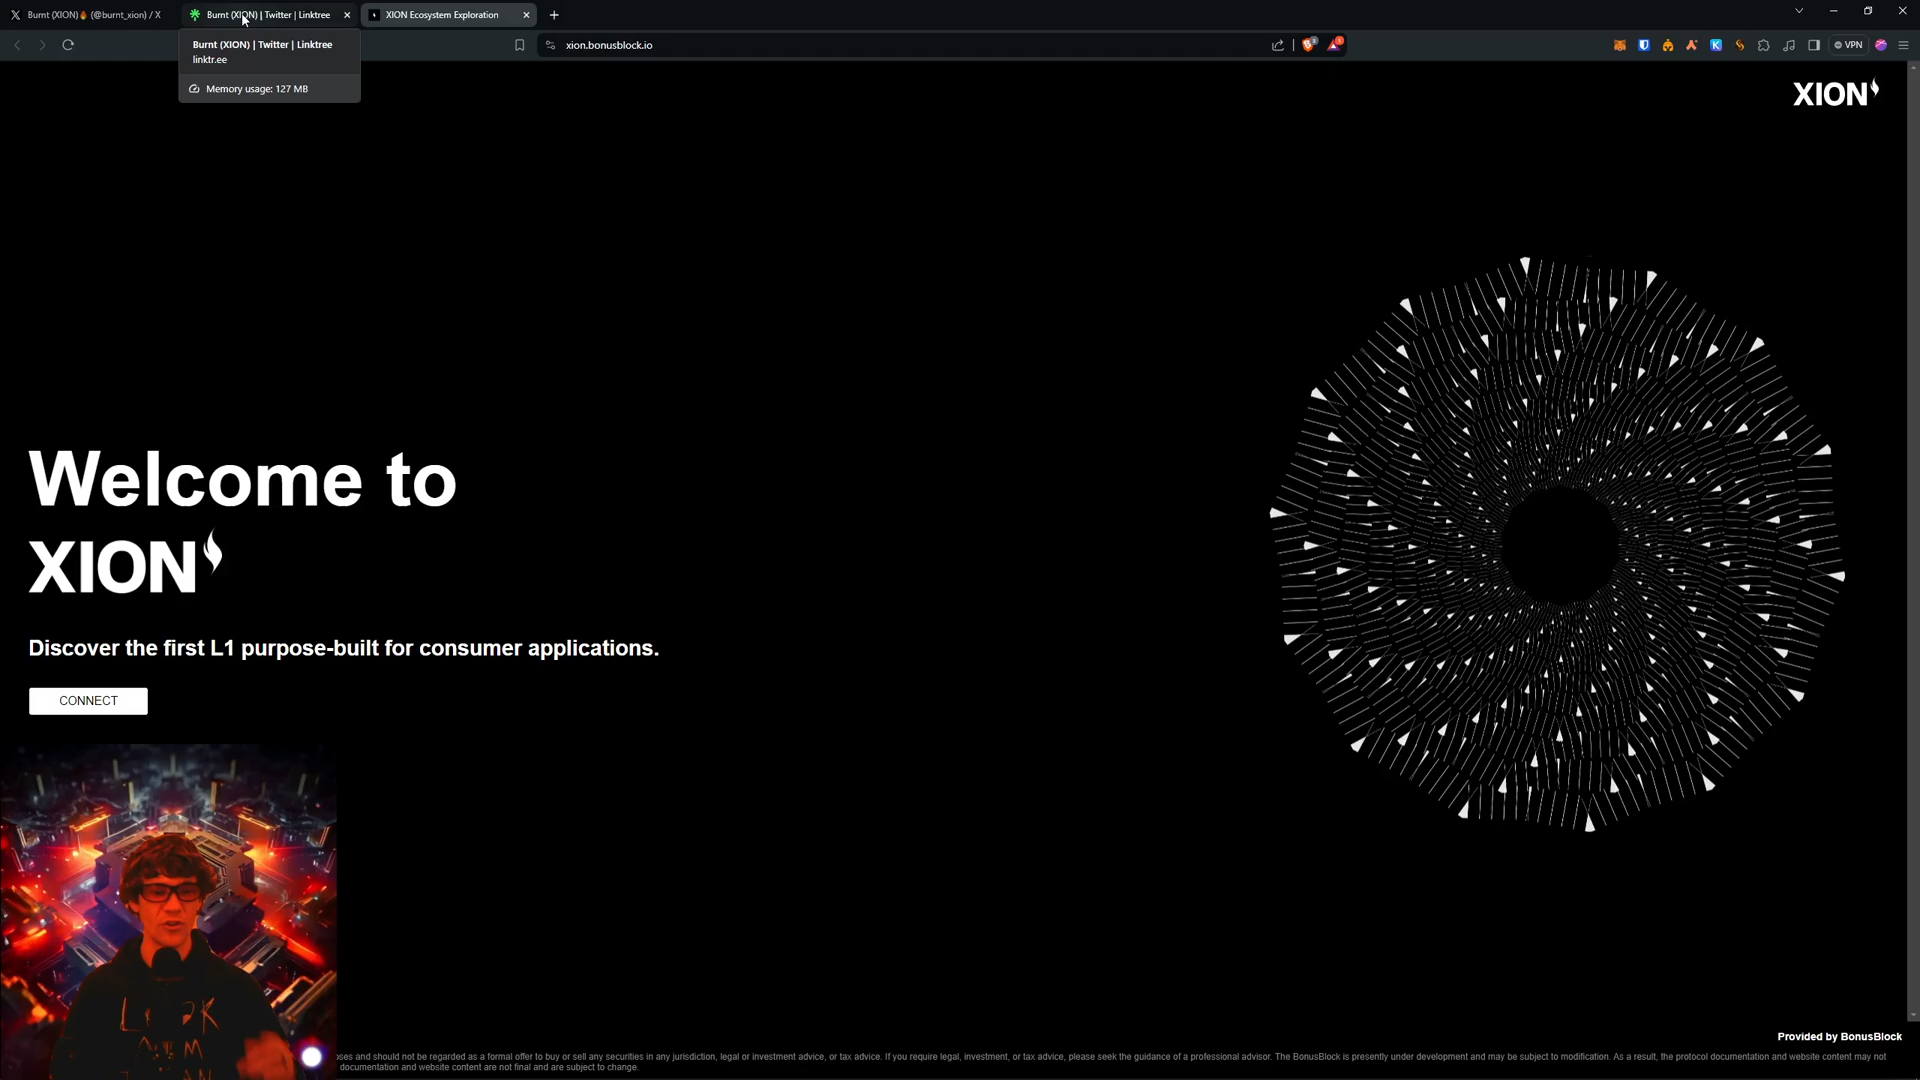 Burnt (XION)🔥 (@burnt_xion) / X
Burnt (XION) | Twitter | Linktree
XION Ecosystem Exploration
Burnt (XION) | Twitter | Linktree
linktr.ee
Memory usage: 127 MB
xion.bonusblock.io
VPN
XION
Welcome to
XION
Discover the first L1 purpose-built for consumer applications.
CONNECT
Provided by BonusBlock
and should not be regarded as a formal offer to buy or sell any securities in any jurisdiction, legal or investment advice, or tax advice. If you require legal, investment, or tax advice, please seek the guidance of a professional advisor. The BonusBlock is presently under development and may be subject to modification. As a result, the protocol documentation and website content may not
documentation and website content are not final and are subject to change.